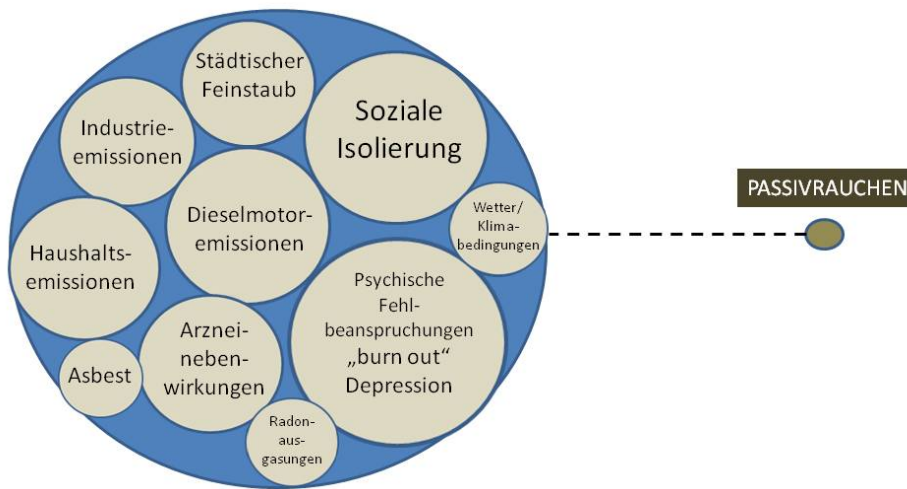 Städtischer
Feinstaub
Soziale
Isolierung
Industrie-
emissionen
PASSIVRAUCHEN
Dieselmotor-
emissionen
Wetter/
Klima-
bedingungen
Haushalts-
emissionen
Psychische
Fehl-
beanspruchungen
„burn out“
Depression
Arznei-
neben-
wirkungen
Asbest
Radon-
aus-
gasungen